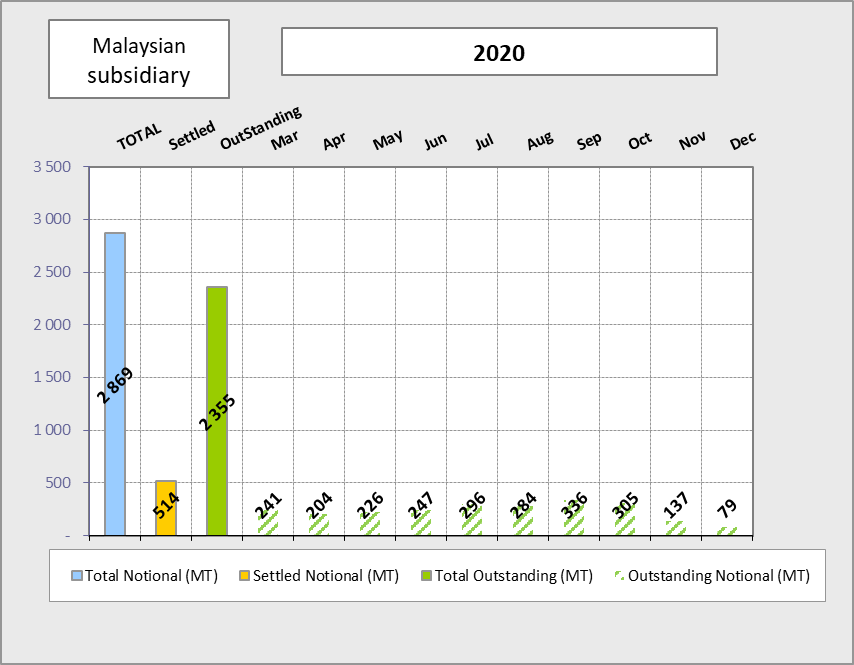 Malaysian
subsidiary
2020
TOTAL
Settled
OutStanding
Mar
Apr
May
Jun
Jul
Aug
Sep
Oct
Nov
Dec
3 500
3 000
2 500
2 000
1 500
1 000
500
-
2 869
514
2 355
241
204
226
247
296
284
336
305
137
79
Total Notional (MT)
Settled Notional (MT)
Total Outstanding (MT)
Outstanding Notional (MT)